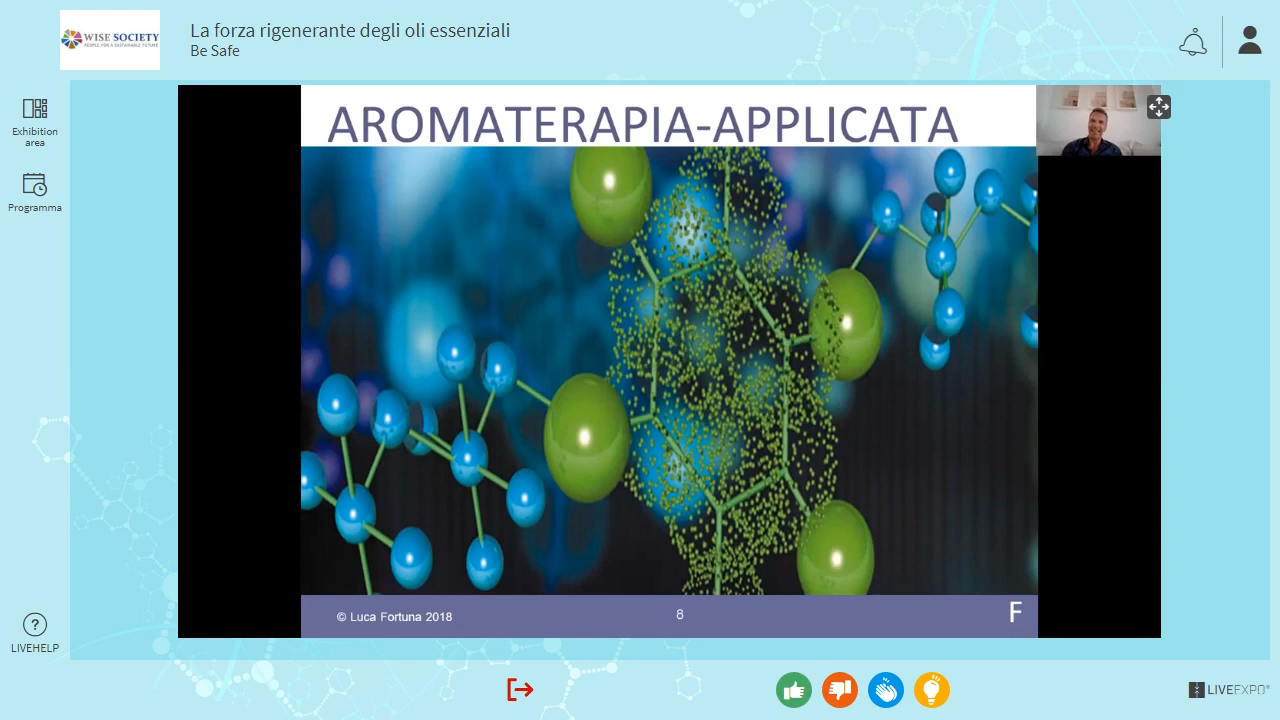 WISE SOCIETY
PEOPLE FOR A SUSTAINABLE FUTURE
La forza rigenerante degli oli essenziali
Be Safe
Exhibition
area
Programma
AROMATERAPIA-APPLICATA
© Luca Fortuna 2018
8
F
?
LIVEHELP
LIVEEXPO®